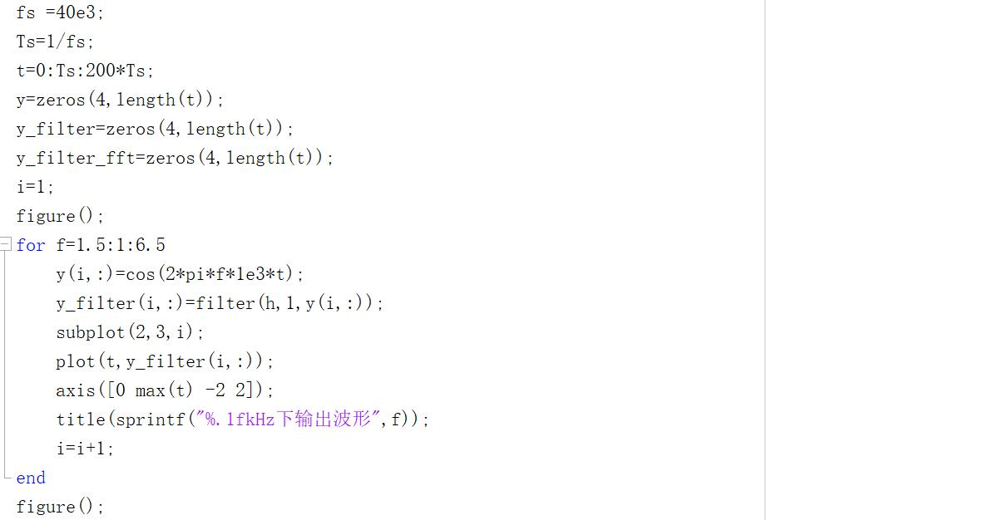 fs =40e3;
Ts=1/fs;
t=0:Ts:200*Ts;
y=zeros(4,length(t));
y_filter=zeros(4,length(t));
y_filter_fft=zeros(4,length(t));
i=1;
figure();
for f=1.5:1:6.5
    y(i,:)=cos(2*pi*f*1e3*t);
    y_filter(i,:)=filter(h,1,y(i,:));
    subplot(2,3,i);
    plot(t,y_filter(i,:));
    axis([0 max(t) -2 2]);
    title(sprintf("%.1fkHz下输出波形",f));
    i=i+1;
end
figure();